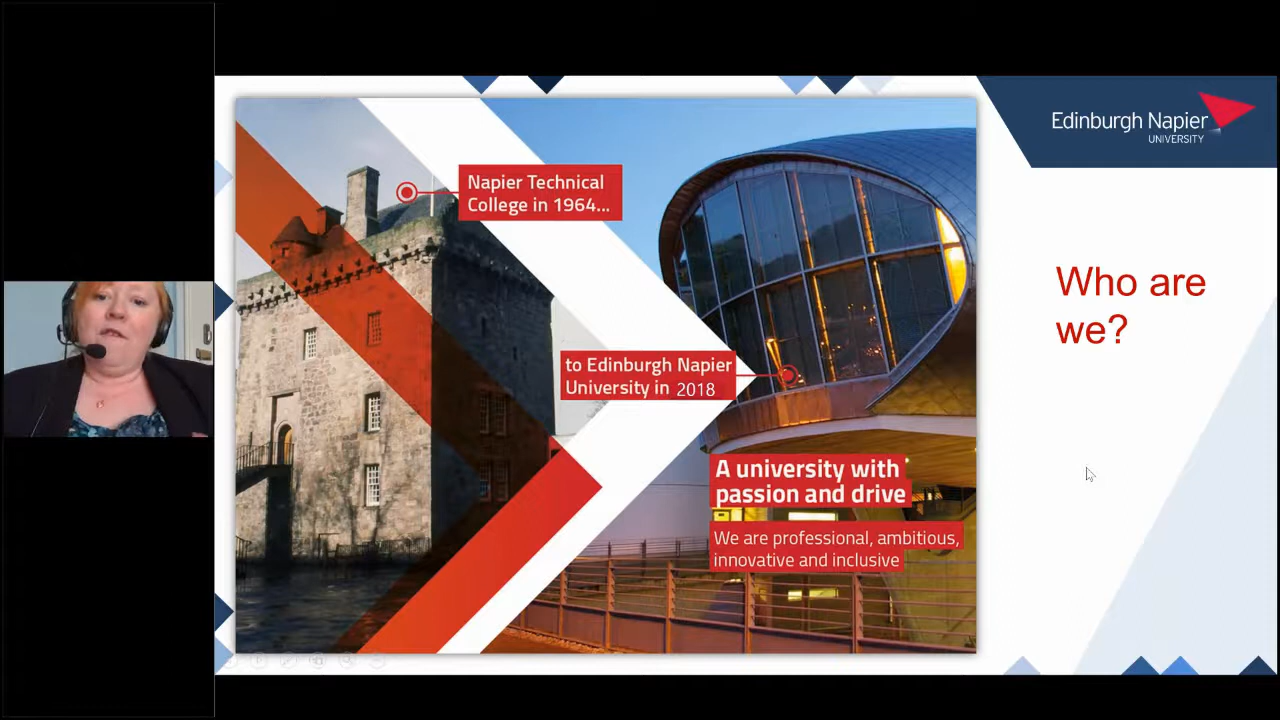 Edinburgh Napier
UNIVERSITY
Napier Technical
College in 1964...
to Edinburgh Napier
University in 2018
A university with
passion and drive
We are professional, ambitious,
innovative and inclusive
Who are
we?